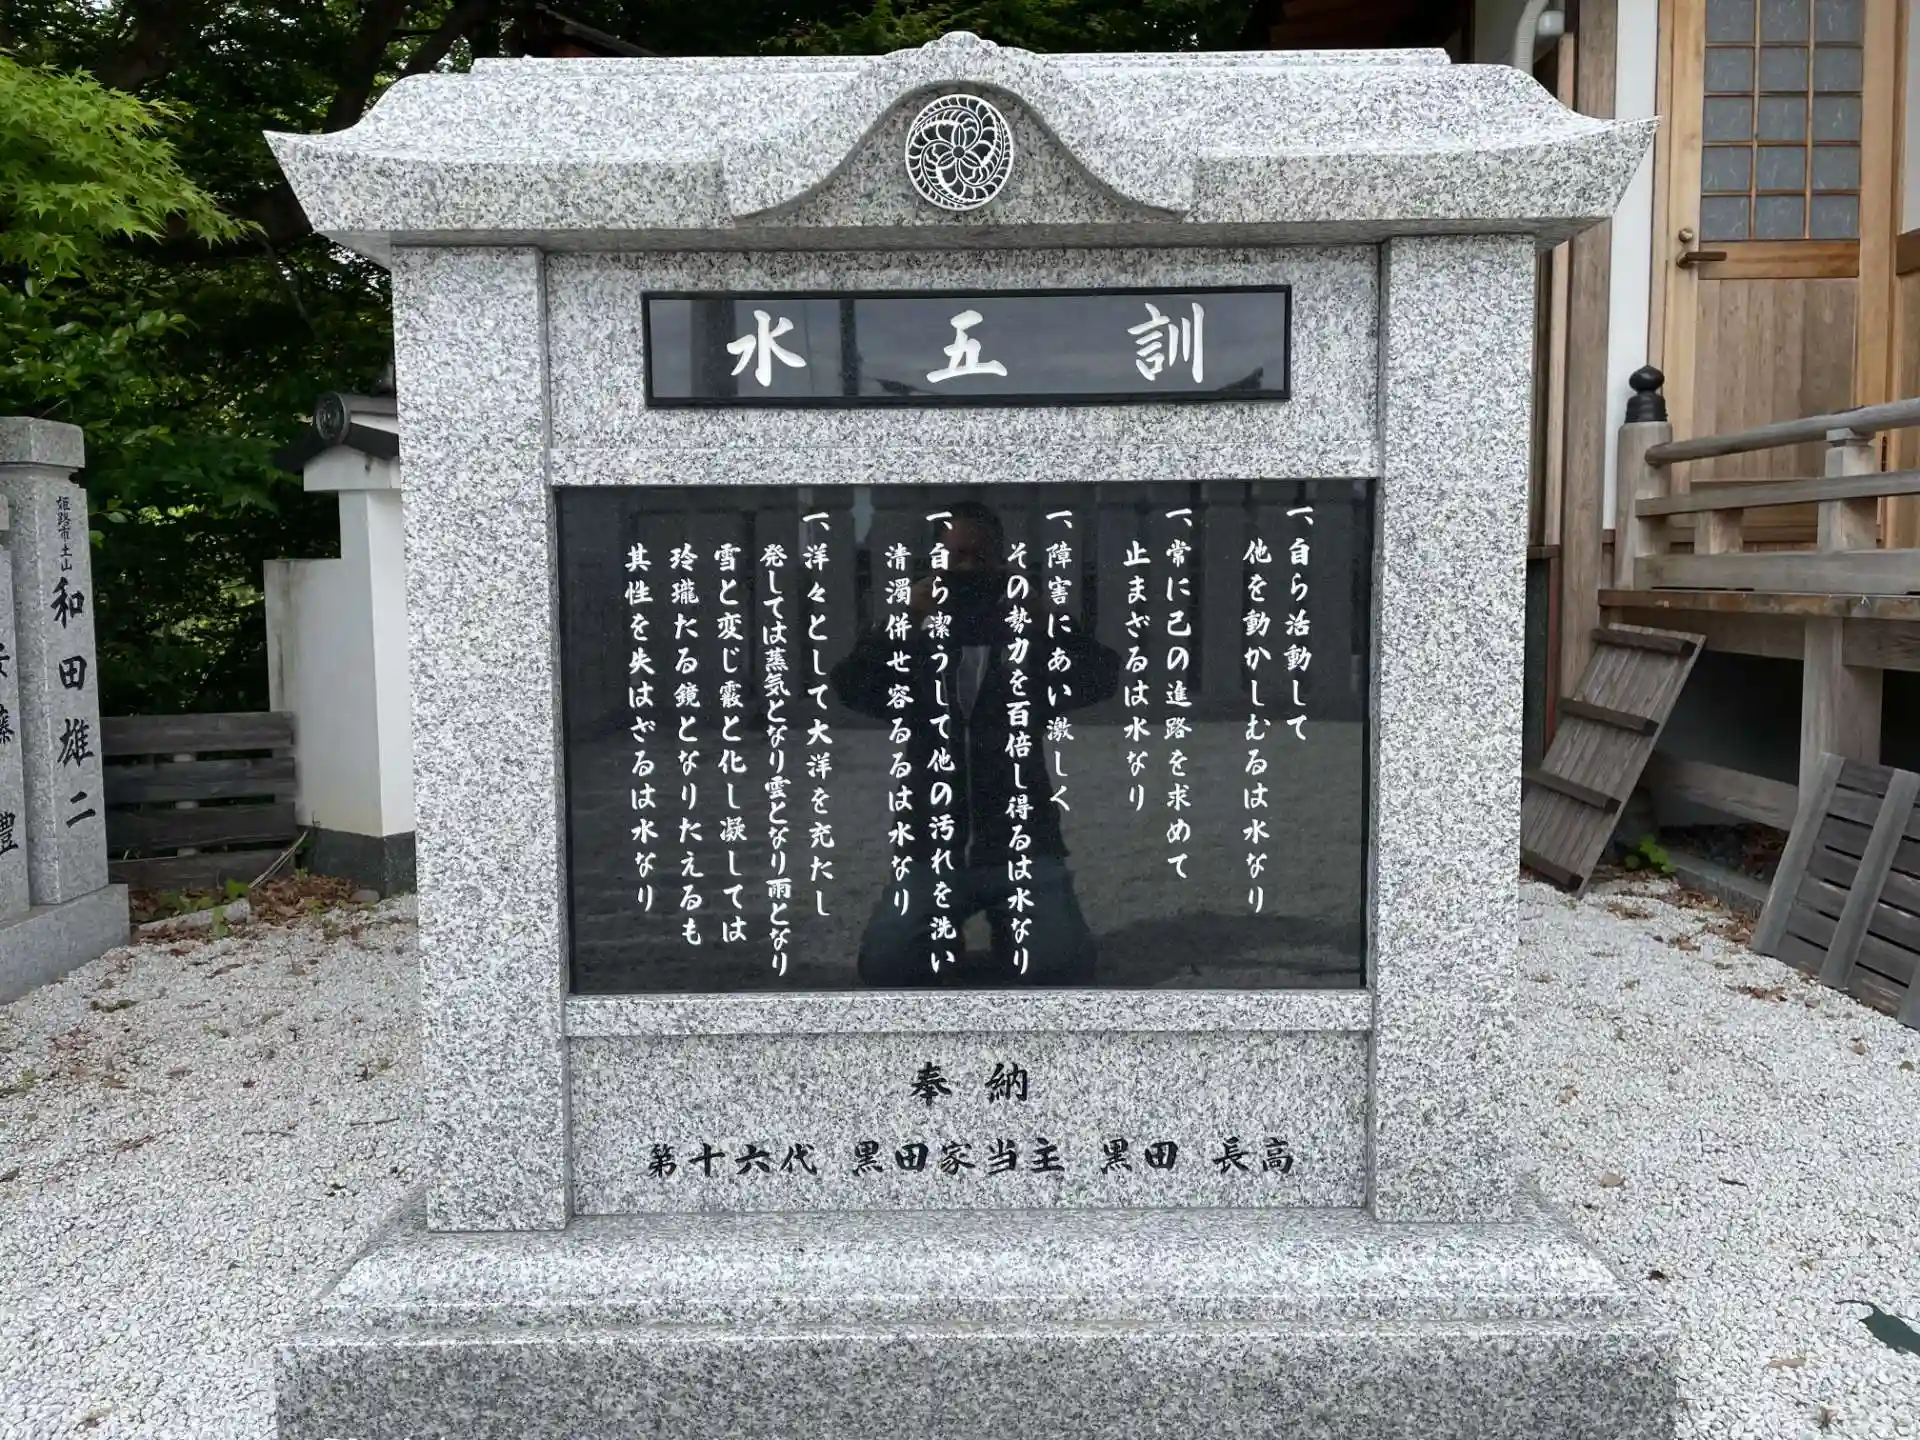 水五訓
一、自ら活動して
他を動かしむるは水なり
一、常に己の進路を求めて
止まざるは水なり
一、障害にあい激しく
その勢力を百倍し得るは水なり
一、自ら潔うして他の汚れを洗い
清濁併せ容るるは水なり
一、洋々として大洋を充たし
発しては蒸気となり雲となり雨となり
雪と変じ霰と化し凝しては
玲瓏たる鏡となりたえるも
其性を失はざるは水なり
奉納
第十六代 黒田家当主 黒田 長高
姫路市土山 和田雄二
藤 豊